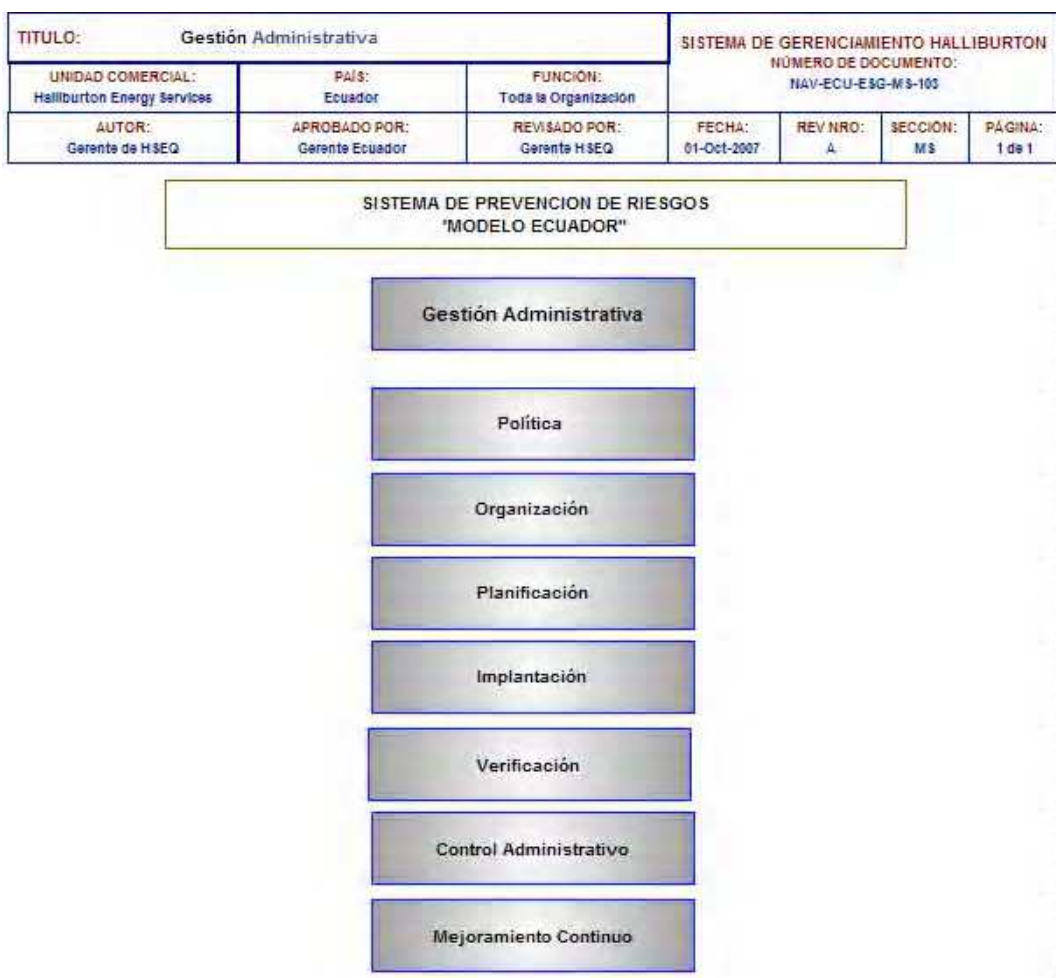 TITULO: Gestión Administrativa
SISTEMA DE GERENCIAMIENTO HALLIBURTON
NÚMERO DE DOCUMENTO:
NAV-ECU-ESG-MS-103
UNIDAD COMERCIAL:
Halliburton Energy Services
PAÍS:
Ecuador
FUNCIÓN:
Toda la Organización
AUTOR:
Gerente de HSEQ
APROBADO POR:
Gerente Ecuador
REVISADO POR:
Gerente HSEQ
FECHA:
01-Oct-2007
REV NRO:
A
SECCIÓN:
MS
PÁGINA:
1 de 1
SISTEMA DE PREVENCION DE RIESGOS
"MODELO ECUADOR"
Gestión Administrativa
Política
Organización
Planificación
Implantación
Verificación
Control Administrativo
Mejoramiento Continuo